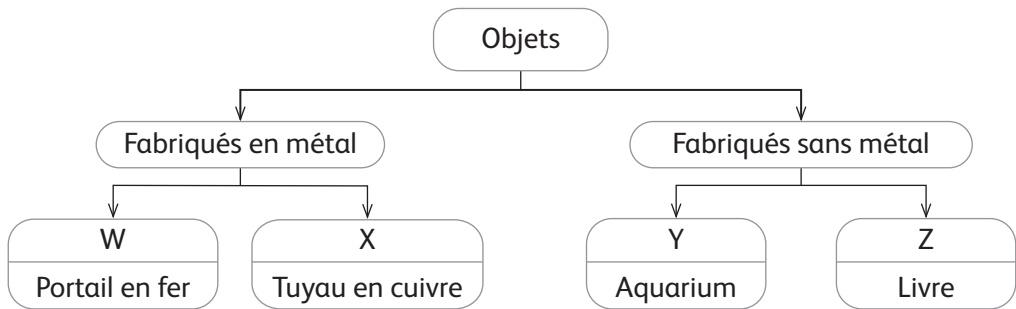 Objets
Fabriqués en métal
Fabriqués sans métal
W
X
Y
Z
Portail en fer
Tuyau en cuivre
Aquarium
Livre